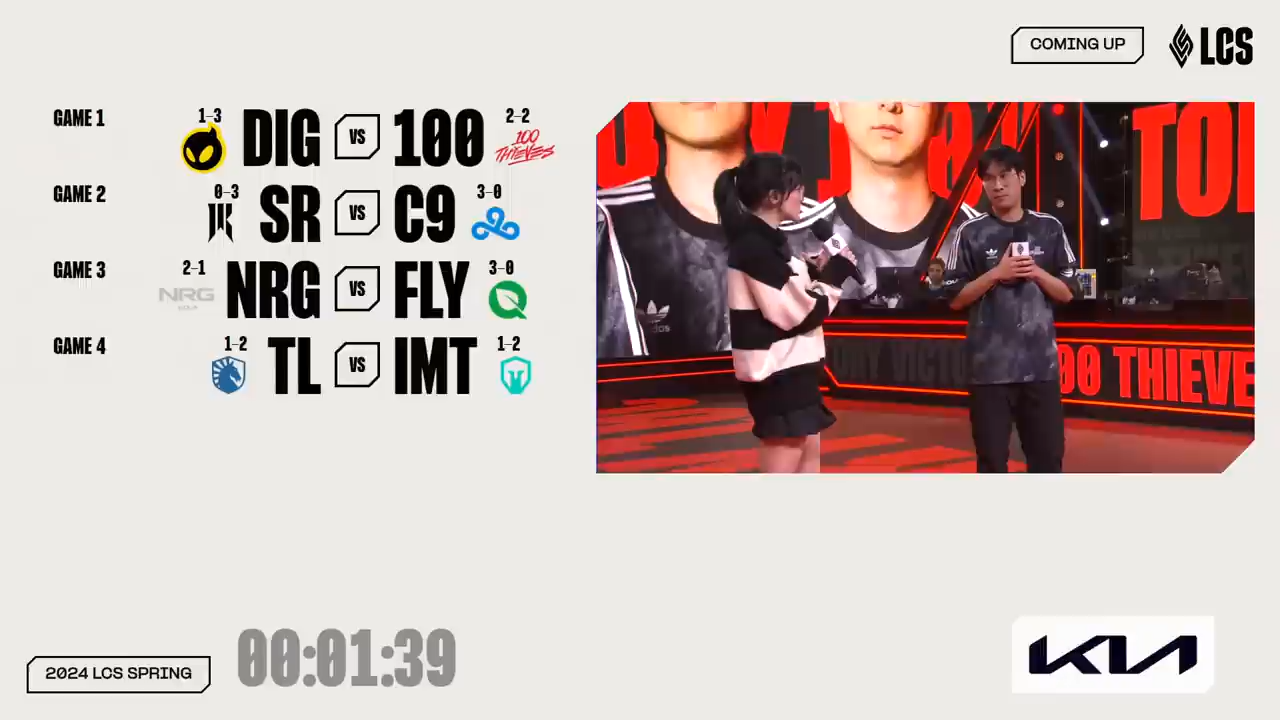 COMING UP
LCS
GAME 1
1–3
DIG
VS
100
2–2
100
THIEVES
GAME 2
0–3
SR
VS
C9
3–0
GAME 3
2–1
NRG
NRG
VS
FLY
3–0
GAME 4
1–2
TL
VS
IMT
1–2
TO
adidas
00 THIEVE
2024 LCS SPRING
00:01:39
KIA